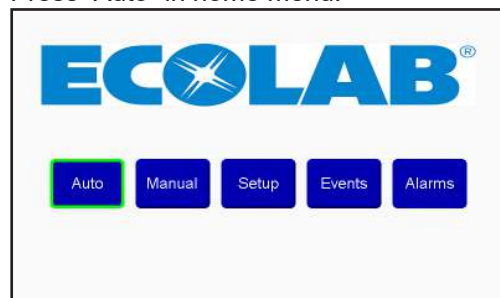 Press "Auto" in home menu.
ECOLAB®
Auto Manual Setup Events Alarms